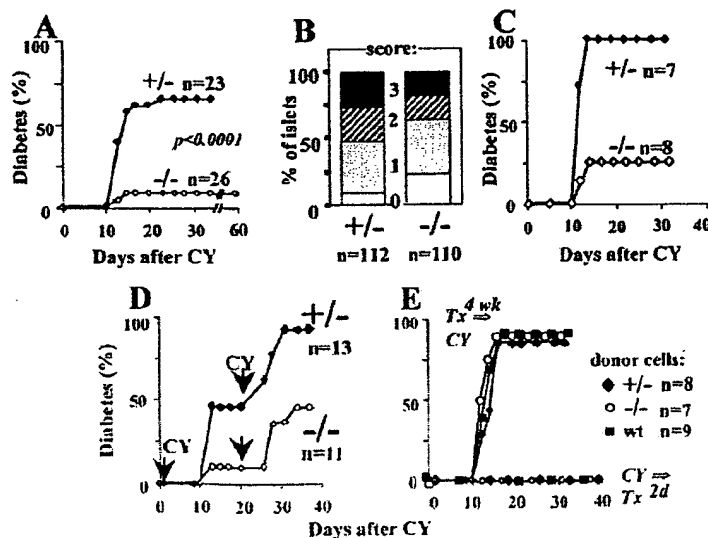 A
Diabetes (%)
100
50
0
+/- n=23
p<0.0001
-/- n=26
0 10 20 30 60
Days after CY
B
score:
% of islets
100
50
0
3
2
1
0
+/-
n=112
-/-
n=110
C
Diabetes (%)
100
50
0
+/- n=7
-/- n=8
0 10 20 30 40
Days after CY
D
Diabetes (%)
100
50
0
CY
CY
+/-
n=13
-/-
n=11
0 10 20 30 40
Days after CY
E
100
50
0
Tx ⇒ 4 wk
CY
donor cells:
+/- n=8
-/- n=7
wt n=9
CY ⇒
Tx 2d
0 10 20 30 40
Days after CY